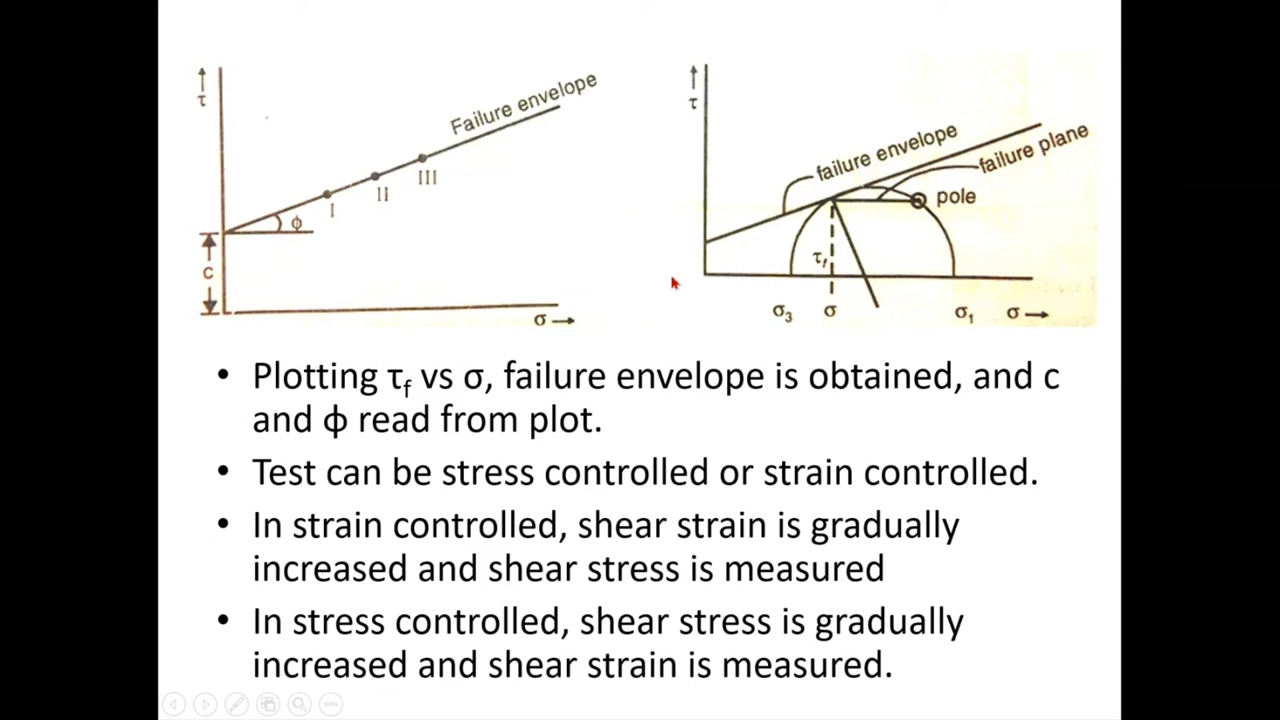 τ
Failure envelope
I
II
III
ϕ
c
σ →
τ
failure envelope
failure plane
pole
τf
σ3
σ
σ1
σ →
• Plotting τf vs σ, failure envelope is obtained, and c
and ϕ read from plot.
• Test can be stress controlled or strain controlled.
• In strain controlled, shear strain is gradually
increased and shear stress is measured
• In stress controlled, shear stress is gradually
increased and shear strain is measured.